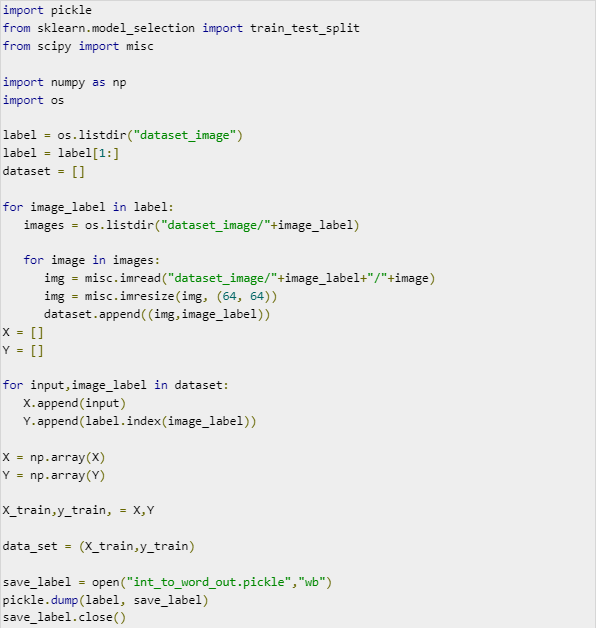 import pickle
from sklearn.model_selection import train_test_split
from scipy import misc

import numpy as np
import os

label = os.listdir("dataset_image")
label = label[1:]
dataset = []

for image_label in label:
   images = os.listdir("dataset_image/"+image_label)

   for image in images:
      img = misc.imread("dataset_image/"+image_label+"/"+image)
      img = misc.imresize(img, (64, 64))
      dataset.append((img,image_label))
X = []
Y = []

for input,image_label in dataset:
   X.append(input)
   Y.append(label.index(image_label))

X = np.array(X)
Y = np.array(Y)

X_train,y_train, = X,Y

data_set = (X_train,y_train)

save_label = open("int_to_word_out.pickle","wb")
pickle.dump(label, save_label)
save_label.close()